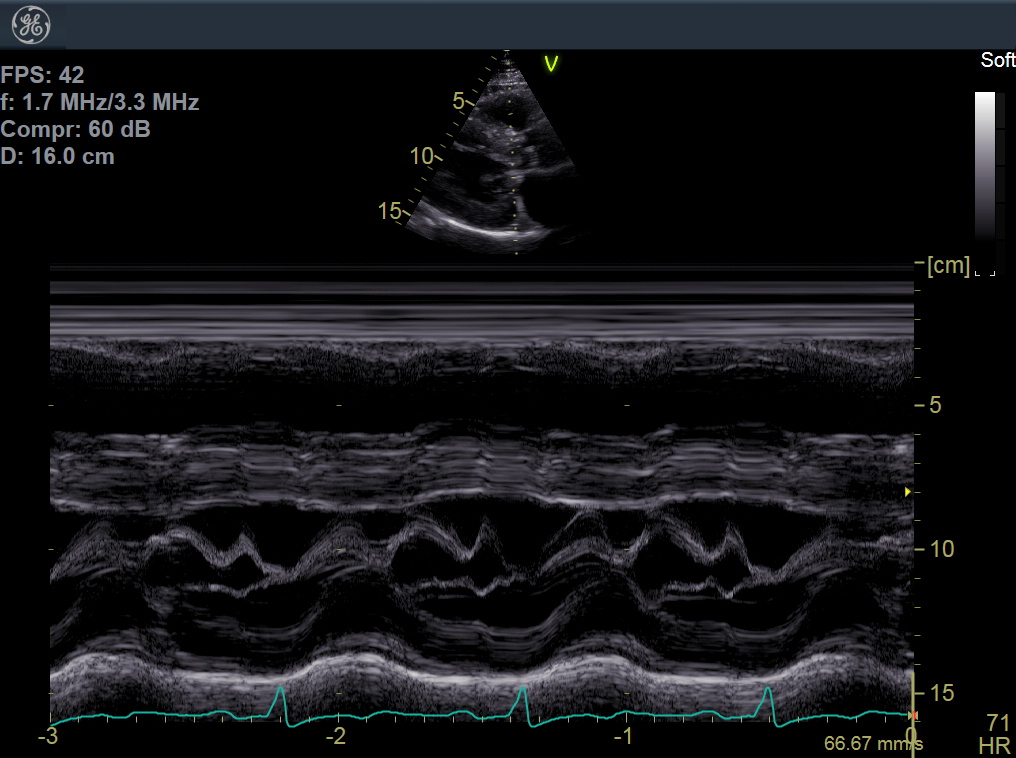 Soft
FPS: 42
f: 1.7 MHz/3.3 MHz
Compr: 60 dB
D: 16.0 cm
V
5
10
15
[cm]
5
10
15
-3
-2
-1
0
66.67 mm/s
71
HR